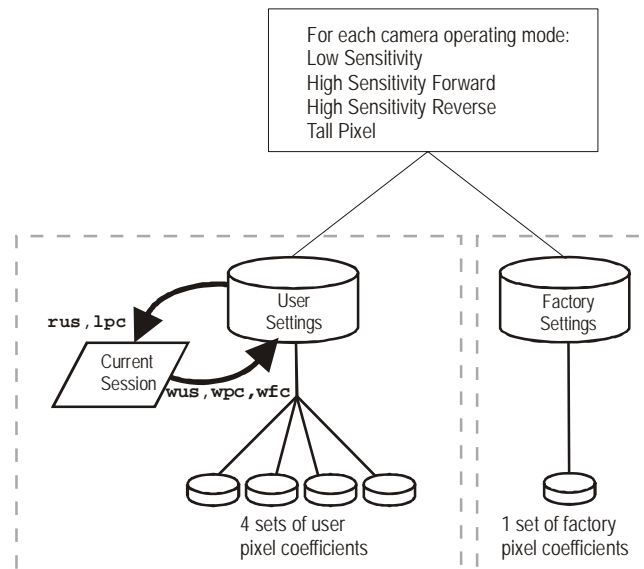 For each camera operating mode:
Low Sensitivity
High Sensitivity Forward
High Sensitivity Reverse
Tall Pixel
User
Settings
Factory
Settings
rus,lpc
Current
Session
wus,wpc,wfc
4 sets of user
pixel coefficients
1 set of factory
pixel coefficients